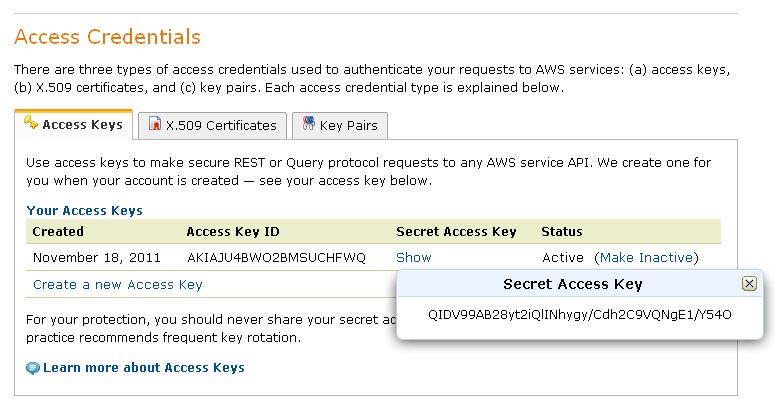 Access Credentials
There are three types of access credentials used to authenticate your requests to AWS services: (a) access keys,
(b) X.509 certificates, and (c) key pairs. Each access credential type is explained below.
Access Keys X.509 Certificates Key Pairs
Use access keys to make secure REST or Query protocol requests to any AWS service API. We create one for
you when your account is created — see your access key below.
Your Access Keys
Created Access Key ID Secret Access Key Status
November 18, 2011 AKIAJU4BWO2BMSUCHFWQ Show Active (Make Inactive)
Create a new Access Key
Secret Access Key
QIDV99AB28yt2iQlINhygy/Cdh2C9VQNgE1/Y54O
For your protection, you should never share your secret ac
practice recommends frequent key rotation.
Learn more about Access Keys